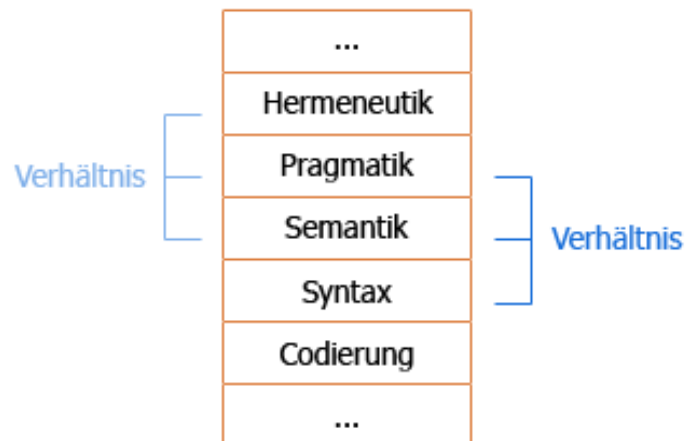 ...
Hermeneutik
Verhältnis
Pragmatik
Semantik
Verhältnis
Syntax
Codierung
...